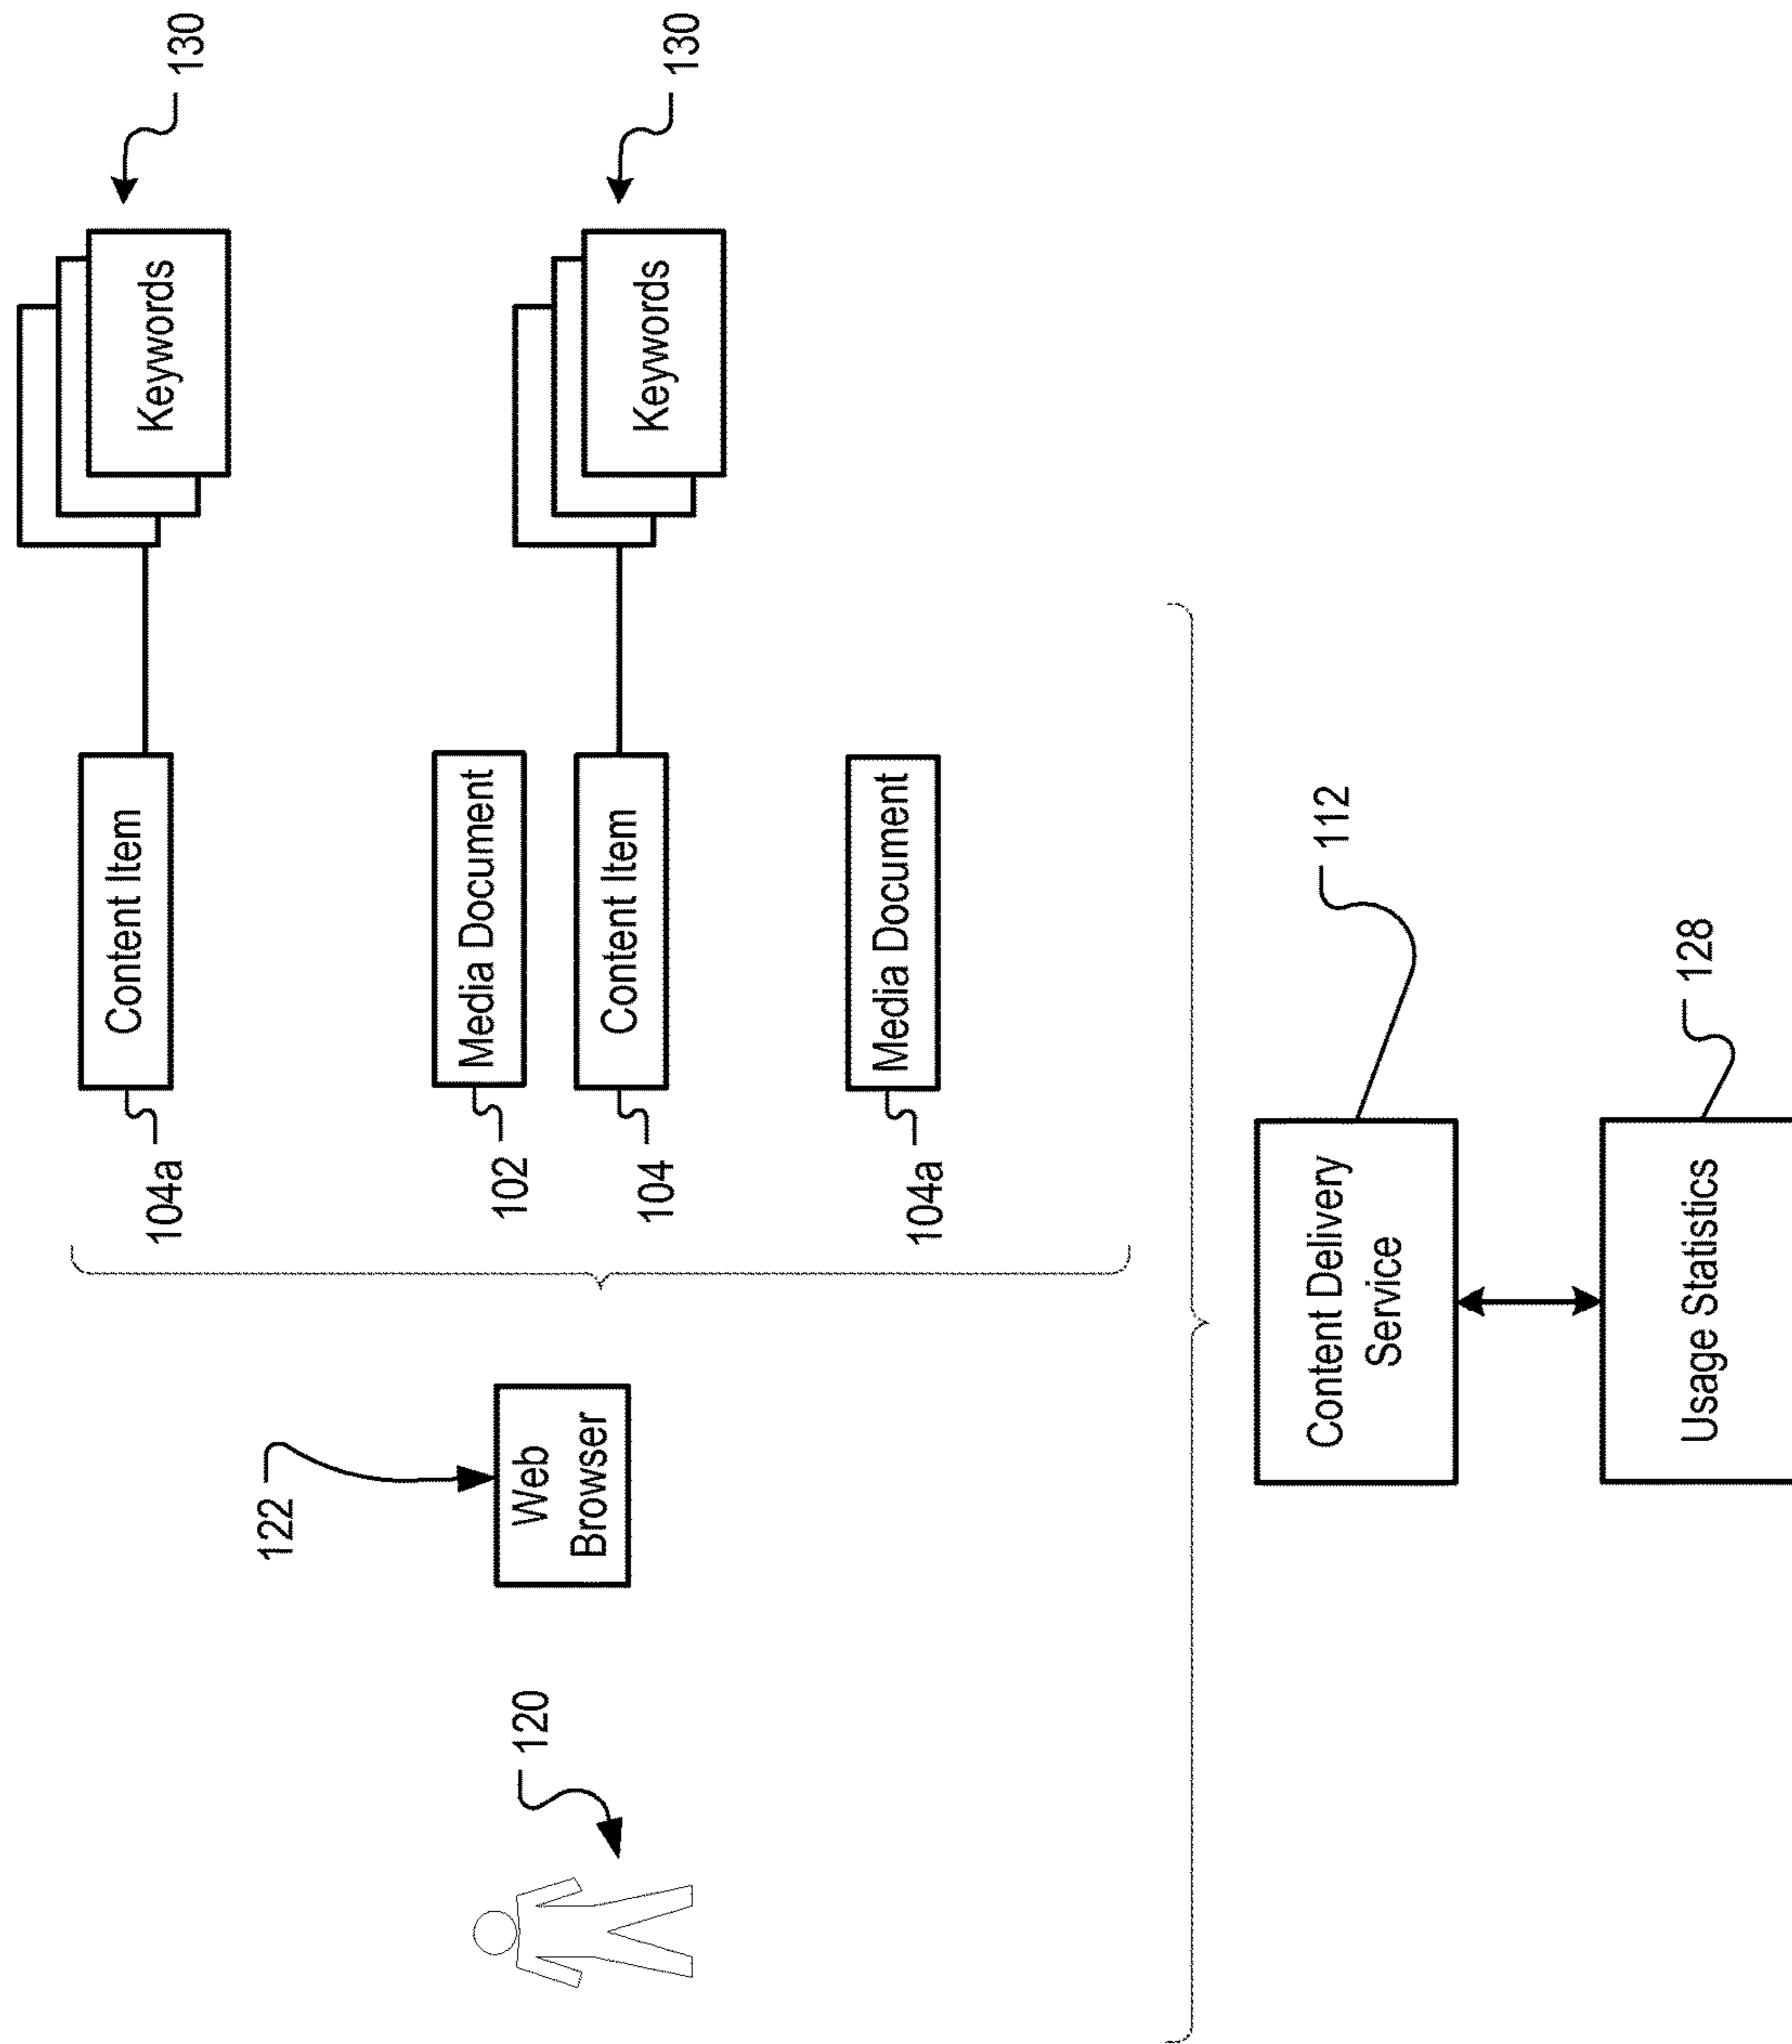 104a
Content Item
Keywords
130
102
Media Document
104
Content Item
Keywords
130
104a
Media Document
122
Web
Browser
120
112
Content Delivery
Service
128
Usage Statistics